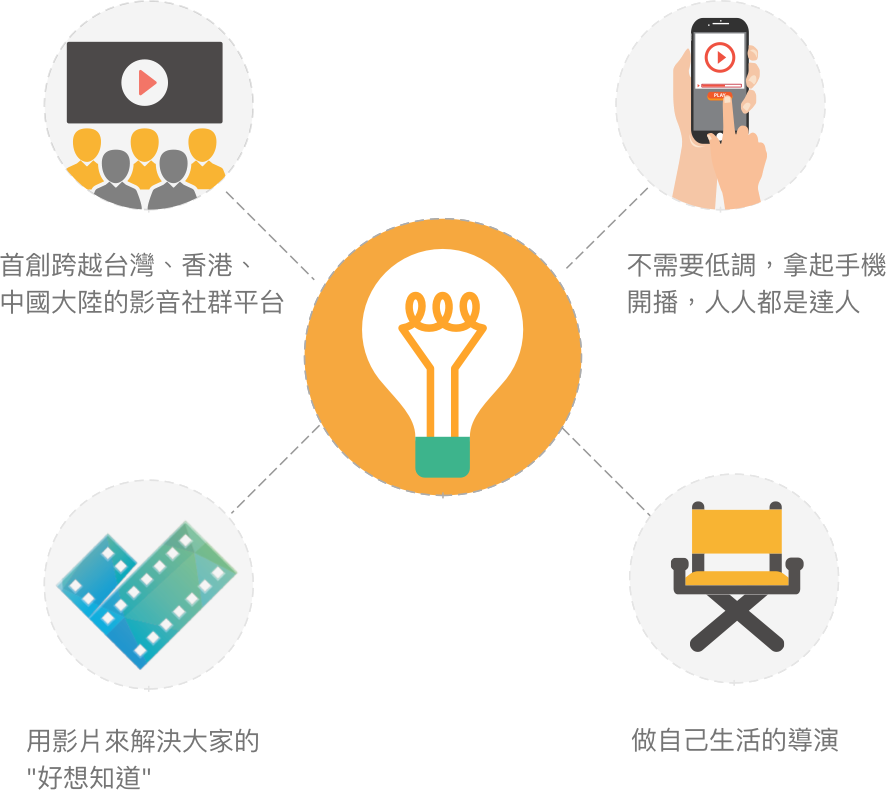 PLAY
首創跨越台灣、香港、
中國大陸的影音社群平台
不需要低調，拿起手機
開播，人人都是達人
用影片來解決大家的
"好想知道"
做自己生活的導演